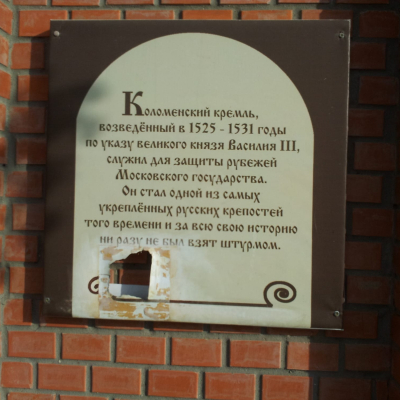 Коломенский кремль,
возведённый в 1525 - 1531 годы
по указу великого князя Василия III,
служил для защиты рубежей
Московского государства.
Он стал одной из самых
укреплённых русских крепостей
того времени и за всю свою историю
ни разу не был взят штурмом.